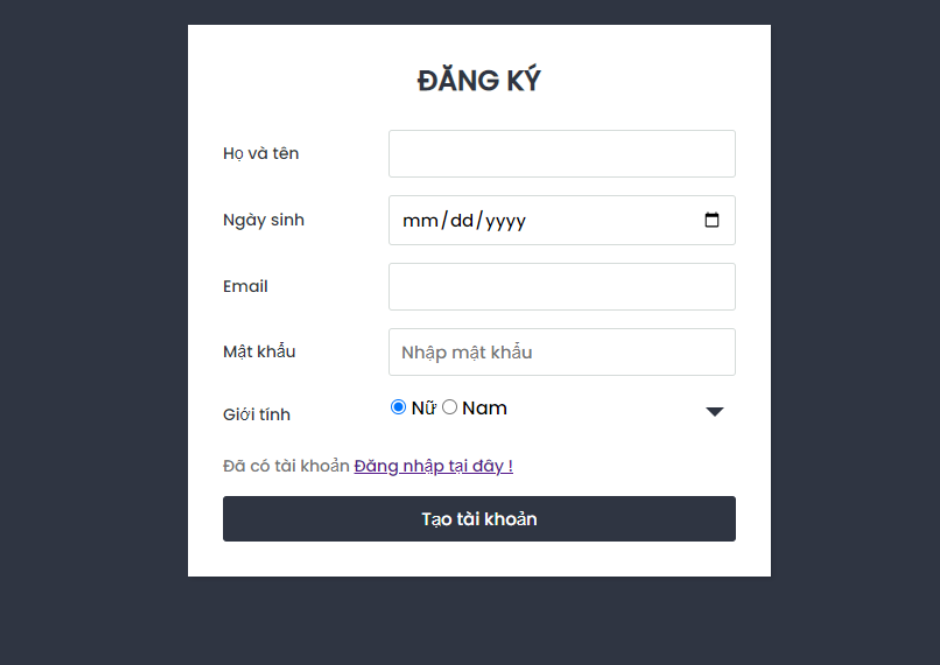 ĐĂNG KÝ
Họ và tên
Ngày sinh mm/dd/yyyy
Email
Mật khẩu Nhập mật khẩu
Giới tính Nữ Nam
Đã có tài khoản Đăng nhập tại đây !
Tạo tài khoản